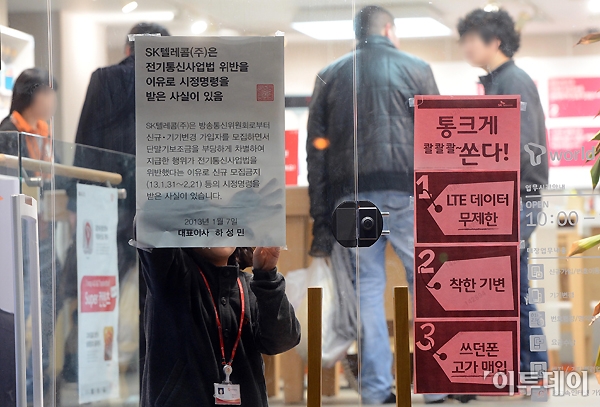 SK텔레콤(주)은
전기통신사업법 위반을
이유로 시정명령을
받은 사실이 있음
SK텔레콤(주)은 방송통신위원회로부터
신규·기기변경 가입자를 모집하면서
단말기보조금을 부당하게 차별하여
지급한 행위가 전기통신사업법을
위반했다는 이유로 신규 모집금지
(13.1.31~2.21) 등의 시정명령을
받은 사실이 있습니다.
2013년 1월 7일
대표이사 하성민
통크게
콸콸콸 쏜다!
1 LTE 데이터
무제한
2 착한 기변
3 쓰던폰
고가 매입
T world
OPEN
10:00
Super
이투데이